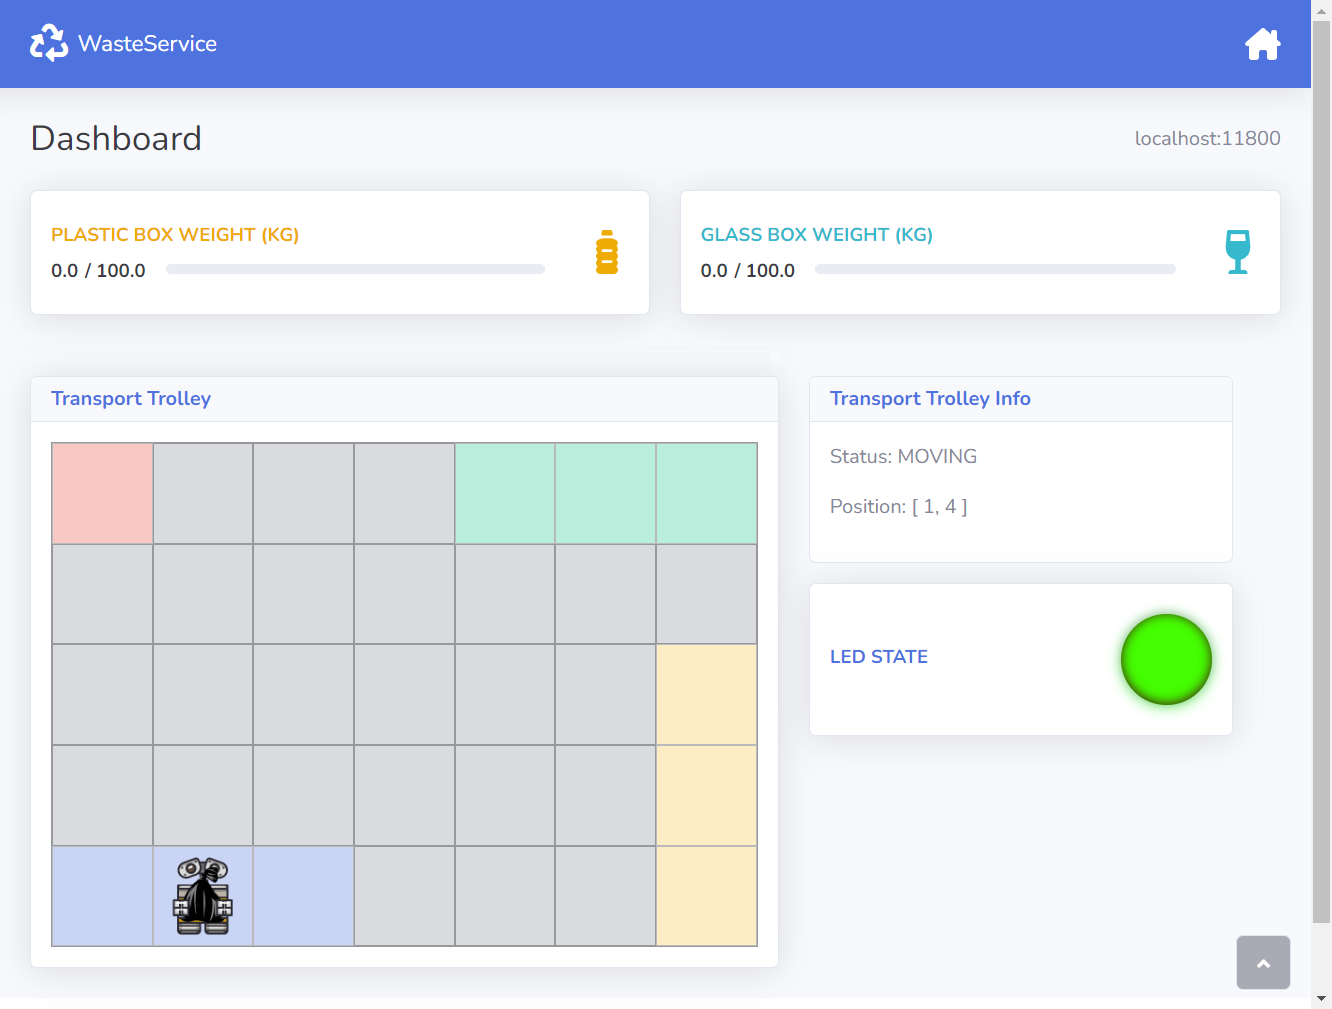 WasteService
Dashboard
localhost:11800
PLASTIC BOX WEIGHT (KG)
0.0 / 100.0
GLASS BOX WEIGHT (KG)
0.0 / 100.0
Transport Trolley
Transport Trolley Info
Status: MOVING
Position: [ 1, 4 ]
LED STATE